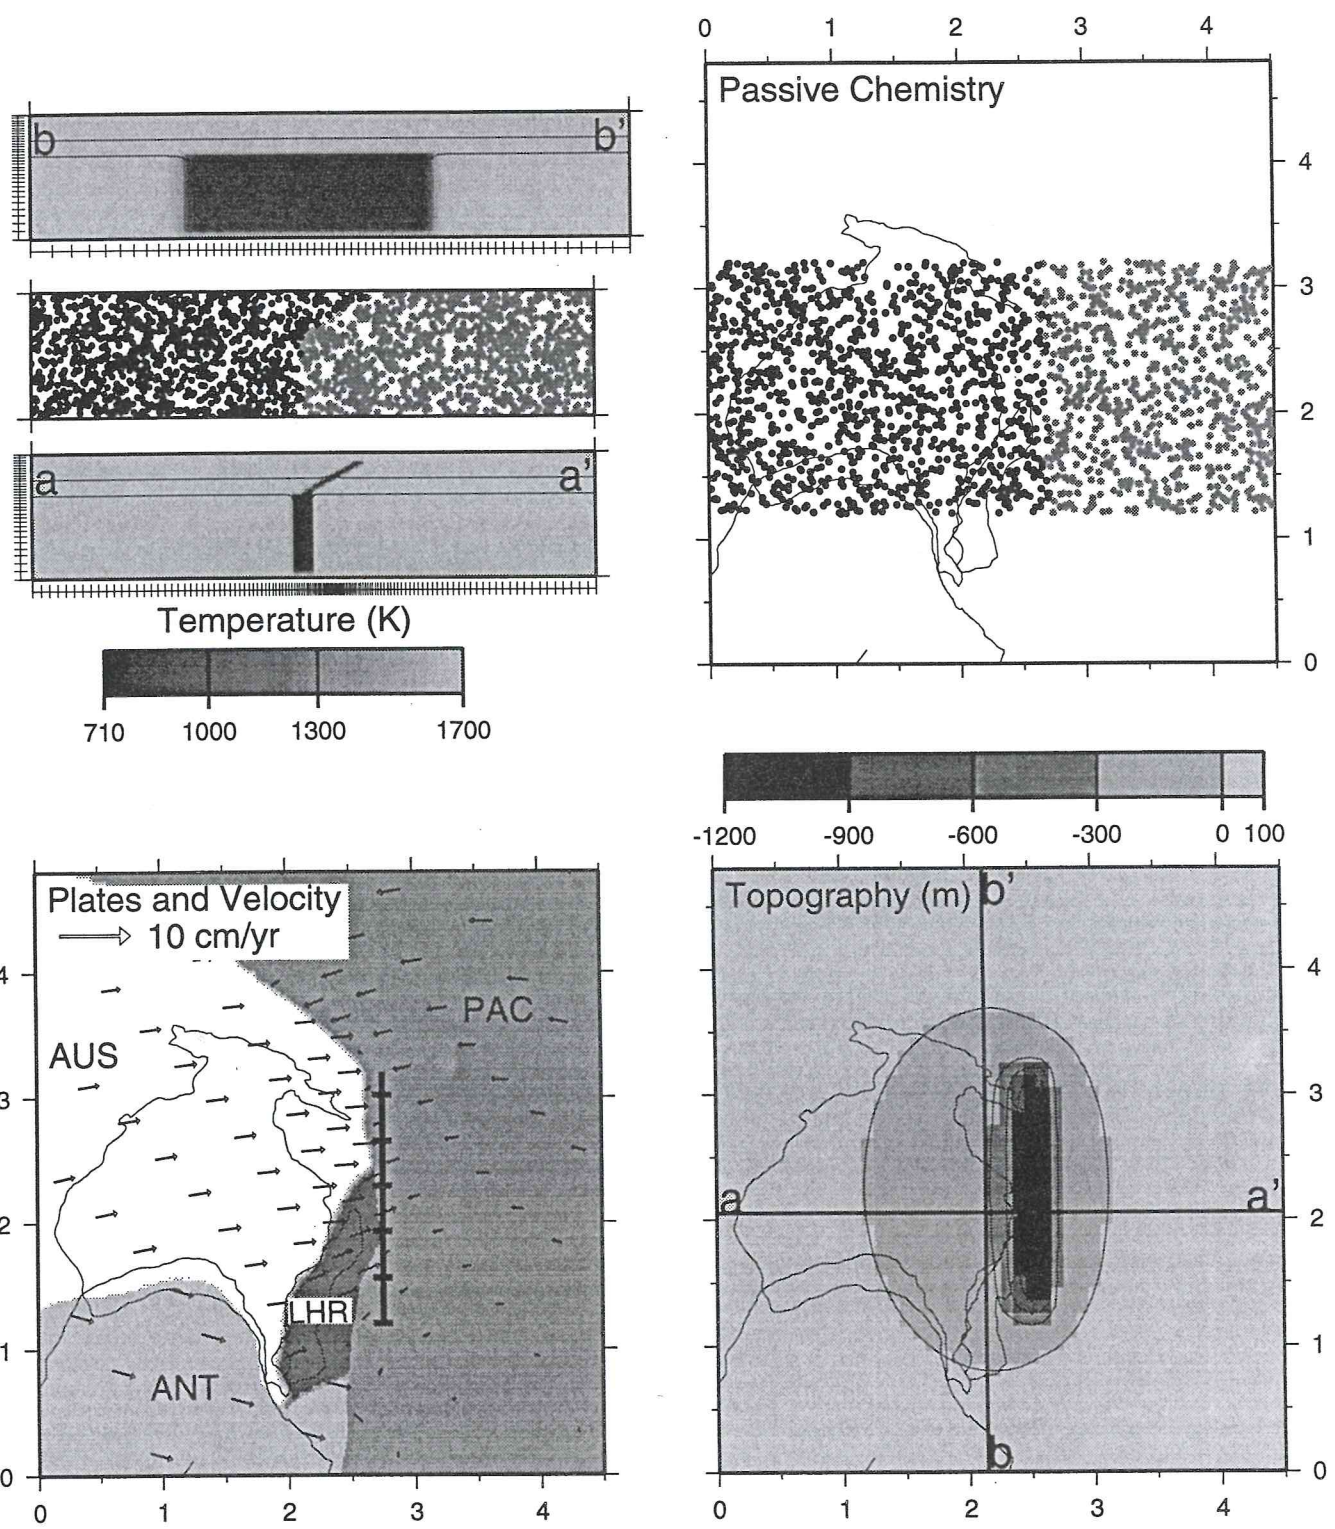 0 1 2 3 4
Passive Chemistry
4
3
2
1
0
b b'
a a'
Temperature (K)
710 1000 1300 1700
-1200 -900 -600 -300 0 100
Plates and Velocity
10 cm/yr
PAC
AUS
LHR
ANT
4
3
2
1
0
0 1 2 3 4
Topography (m) b'
a a'
b
4
3
2
1
0
0 1 2 3 4